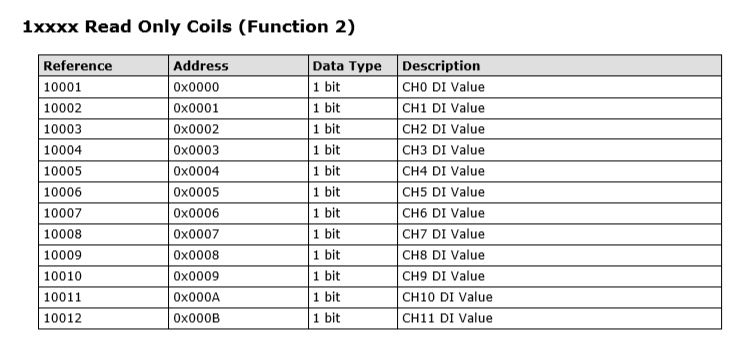 1xxxx Read Only Coils (Function 2)
Reference Address Data Type Description
10001 0x0000 1 bit CH0 DI Value
10002 0x0001 1 bit CH1 DI Value
10003 0x0002 1 bit CH2 DI Value
10004 0x0003 1 bit CH3 DI Value
10005 0x0004 1 bit CH4 DI Value
10006 0x0005 1 bit CH5 DI Value
10007 0x0006 1 bit CH6 DI Value
10008 0x0007 1 bit CH7 DI Value
10009 0x0008 1 bit CH8 DI Value
10010 0x0009 1 bit CH9 DI Value
10011 0x000A 1 bit CH10 DI Value
10012 0x000B 1 bit CH11 DI Value